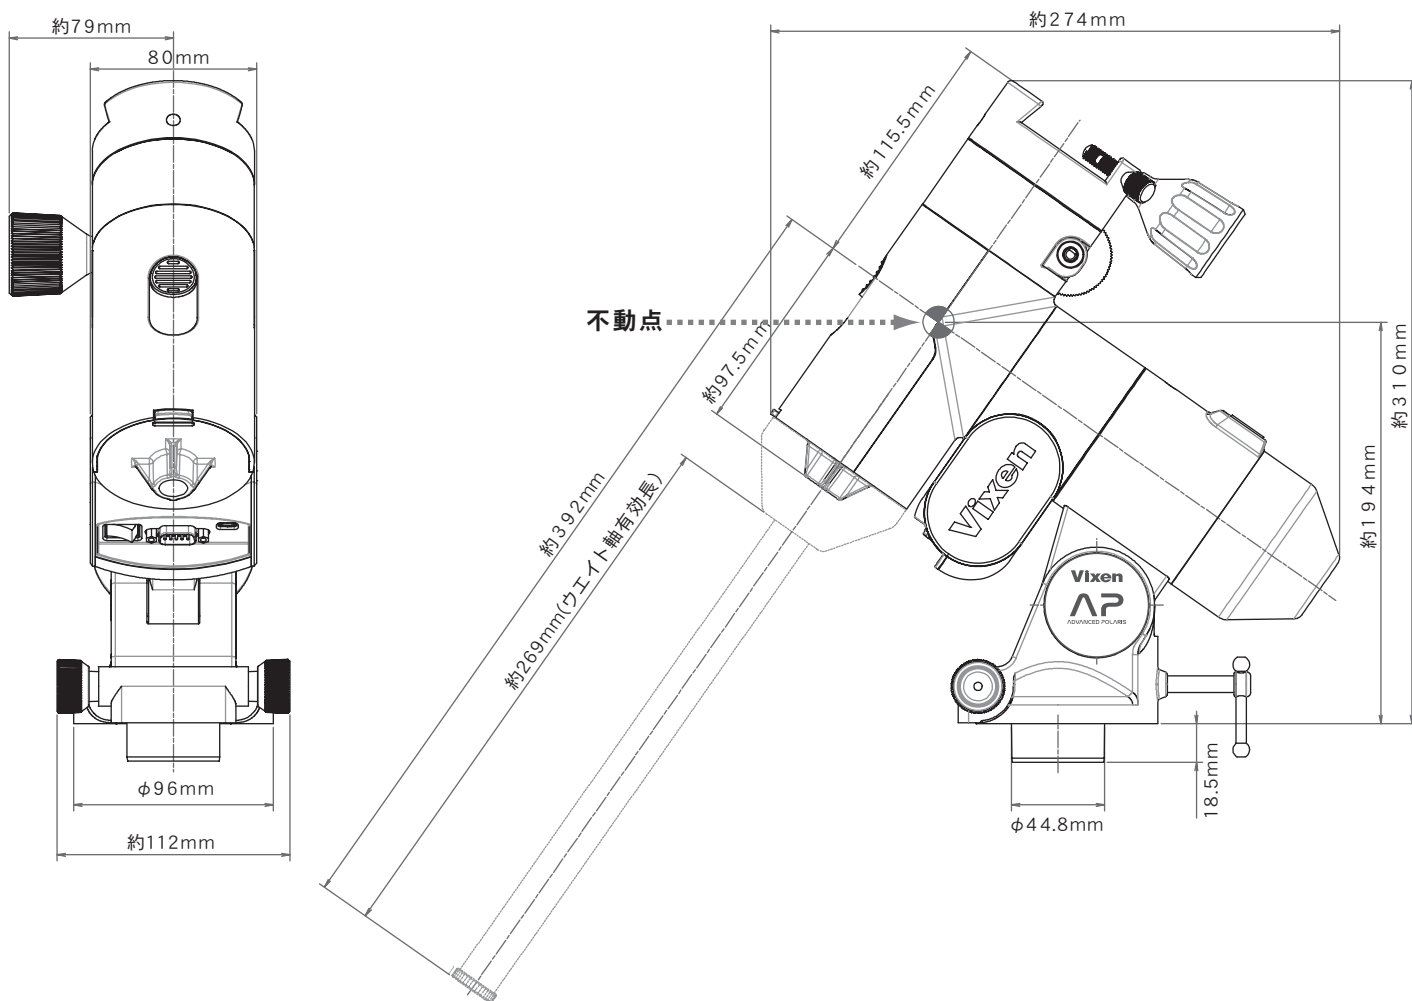 約79mm
80mm
φ96mm
約112mm
約274mm
約115.5mm
不動点
約97.5mm
約392mm
約269mm(ウエイト軸有効長)
約310mm
約194mm
Vixen
Vixen
AP
ADVANCED POLARIS
18.5mm
φ44.8mm